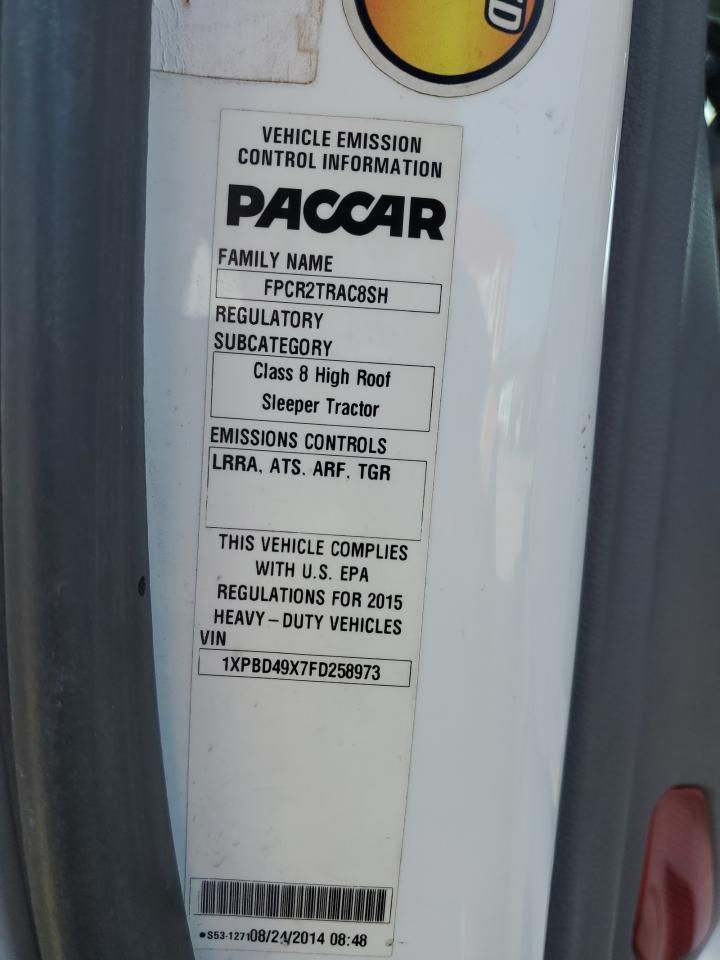 VEHICLE EMISSION
CONTROL INFORMATION
PACCAR
FAMILY NAME
FPCR2TRAC8SH
REGULATORY
SUBCATEGORY
Class 8 High Roof
Sleeper Tractor
EMISSIONS CONTROLS
LRRA, ATS. ARF, TGR
THIS VEHICLE COMPLIES
WITH U.S. EPA
REGULATIONS FOR 2015
HEAVY-DUTY VEHICLES
VIN
1XPBD49X7FD258973
•S53-1271 08/24/2014 08:48